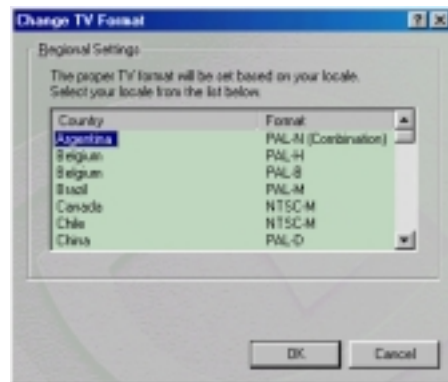 Change TV Format
Regional Settings
The proper TV format will be set based on your locale.
Select your locale from the list below.
Country Format
Argentina PAL-N (Combination)
Belgium PAL-H
Belgium PAL-B
Brazil PAL-M
Canada NTSC-M
Chile NTSC-M
China PAL-D
OK Cancel